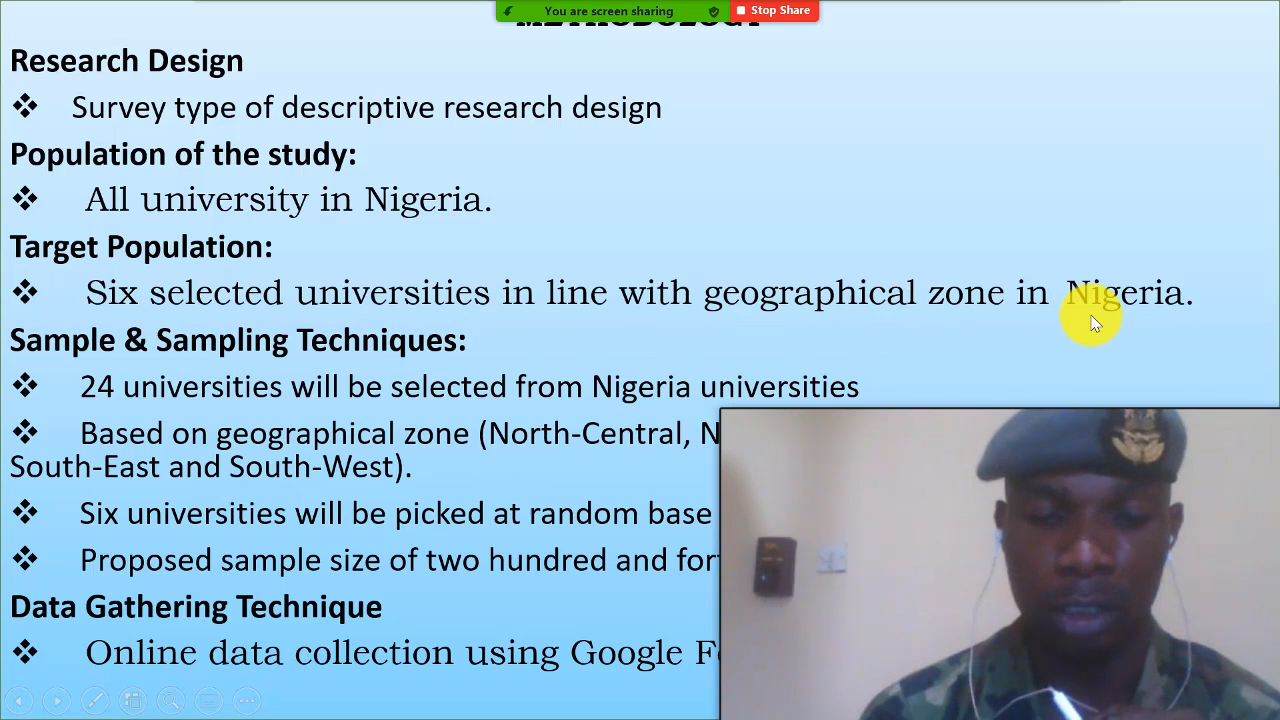 You are screen sharing
Stop Share
METHODOLOGY
Research Design
❖ Survey type of descriptive research design
Population of the study:
❖ All university in Nigeria.
Target Population:
❖ Six selected universities in line with geographical zone in Nigeria.
Sample & Sampling Techniques:
❖ 24 universities will be selected from Nigeria universities
❖ Based on geographical zone (North-Central, N
South-East and South-West).
❖ Six universities will be picked at random base
❖ Proposed sample size of two hundred and for
Data Gathering Technique
❖ Online data collection using Google F